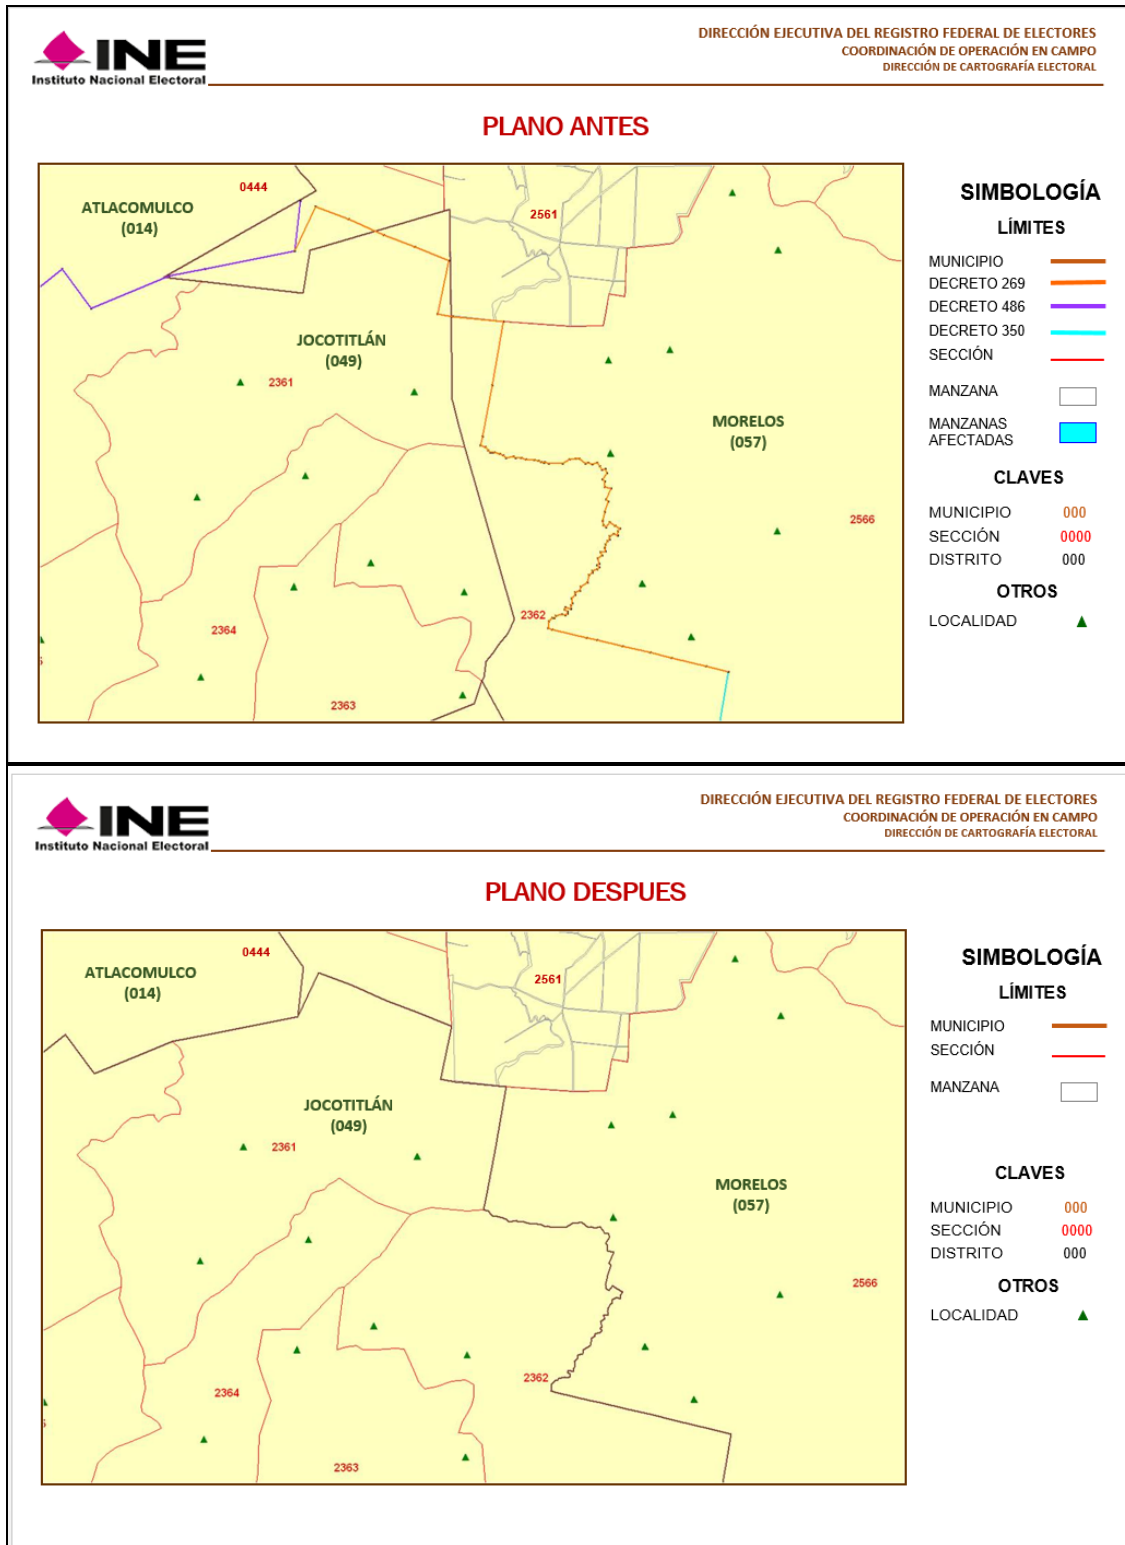 INE
Instituto Nacional Electoral
DIRECCIÓN EJECUTIVA DEL REGISTRO FEDERAL DE ELECTORES
COORDINACIÓN DE OPERACIÓN EN CAMPO
DIRECCIÓN DE CARTOGRAFÍA ELECTORAL
PLANO ANTES
0444
ATLACOMULCO
(014)
2561
JOCOTITLÁN
(049)
2361
MORELOS
(057)
2566
2362
2364
2363
SIMBOLOGÍA
LÍMITES
MUNICIPIO
DECRETO 269
DECRETO 486
DECRETO 350
SECCIÓN
MANZANA
MANZANAS
AFECTADAS
CLAVES
MUNICIPIO 000
SECCIÓN 0000
DISTRITO 000
OTROS
LOCALIDAD
INE
Instituto Nacional Electoral
DIRECCIÓN EJECUTIVA DEL REGISTRO FEDERAL DE ELECTORES
COORDINACIÓN DE OPERACIÓN EN CAMPO
DIRECCIÓN DE CARTOGRAFÍA ELECTORAL
PLANO DESPUES
0444
ATLACOMULCO
(014)
2561
JOCOTITLÁN
(049)
2361
MORELOS
(057)
2566
2362
2364
2363
SIMBOLOGÍA
LÍMITES
MUNICIPIO
SECCIÓN
MANZANA
CLAVES
MUNICIPIO 000
SECCIÓN 0000
DISTRITO 000
OTROS
LOCALIDAD